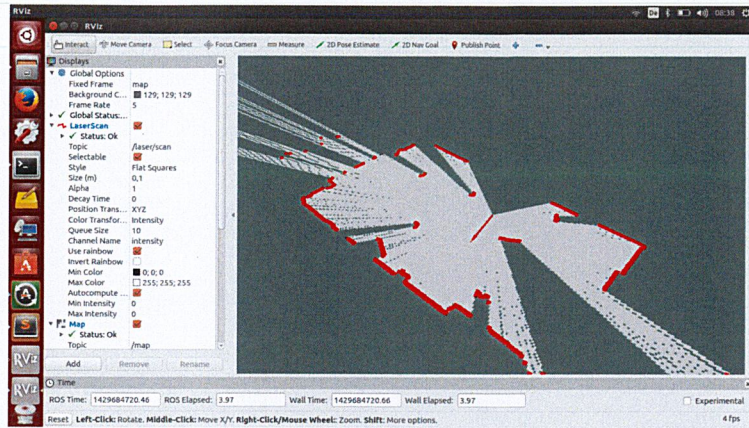 RViz
De
08:38
RViz
Interact
Move Camera
Select
Focus Camera
Measure
2D Pose Estimate
2D Nav Goal
Publish Point
Displays
Global Options
Fixed Frame map
Background C... 129; 129; 129
Frame Rate 5
Global Status:...
LaserScan
Status: Ok
Topic /laser/scan
Selectable
Style Flat Squares
Size (m) 0,1
Alpha 1
Decay Time 0
Position Trans... XYZ
Color Transfor... Intensity
Queue Size 10
Channel Name intensity
Use rainbow
Invert Rainbow
Min Color 0; 0; 0
Max Color 255; 255; 255
Autocompute ...
Min Intensity 0
Max Intensity 0
Map
Status: Ok
Topic /map
Add Remove Rename
Time
ROS Time: 1429684720.46 ROS Elapsed: 3.97 Wall Time: 1429684720.66 Wall Elapsed: 3.97 Experimental
Reset Left-Click: Rotate. Middle-Click: Move X/Y. Right-Click/Mouse Wheel: Zoom. Shift: More options. 4 fps
RViz
RViz